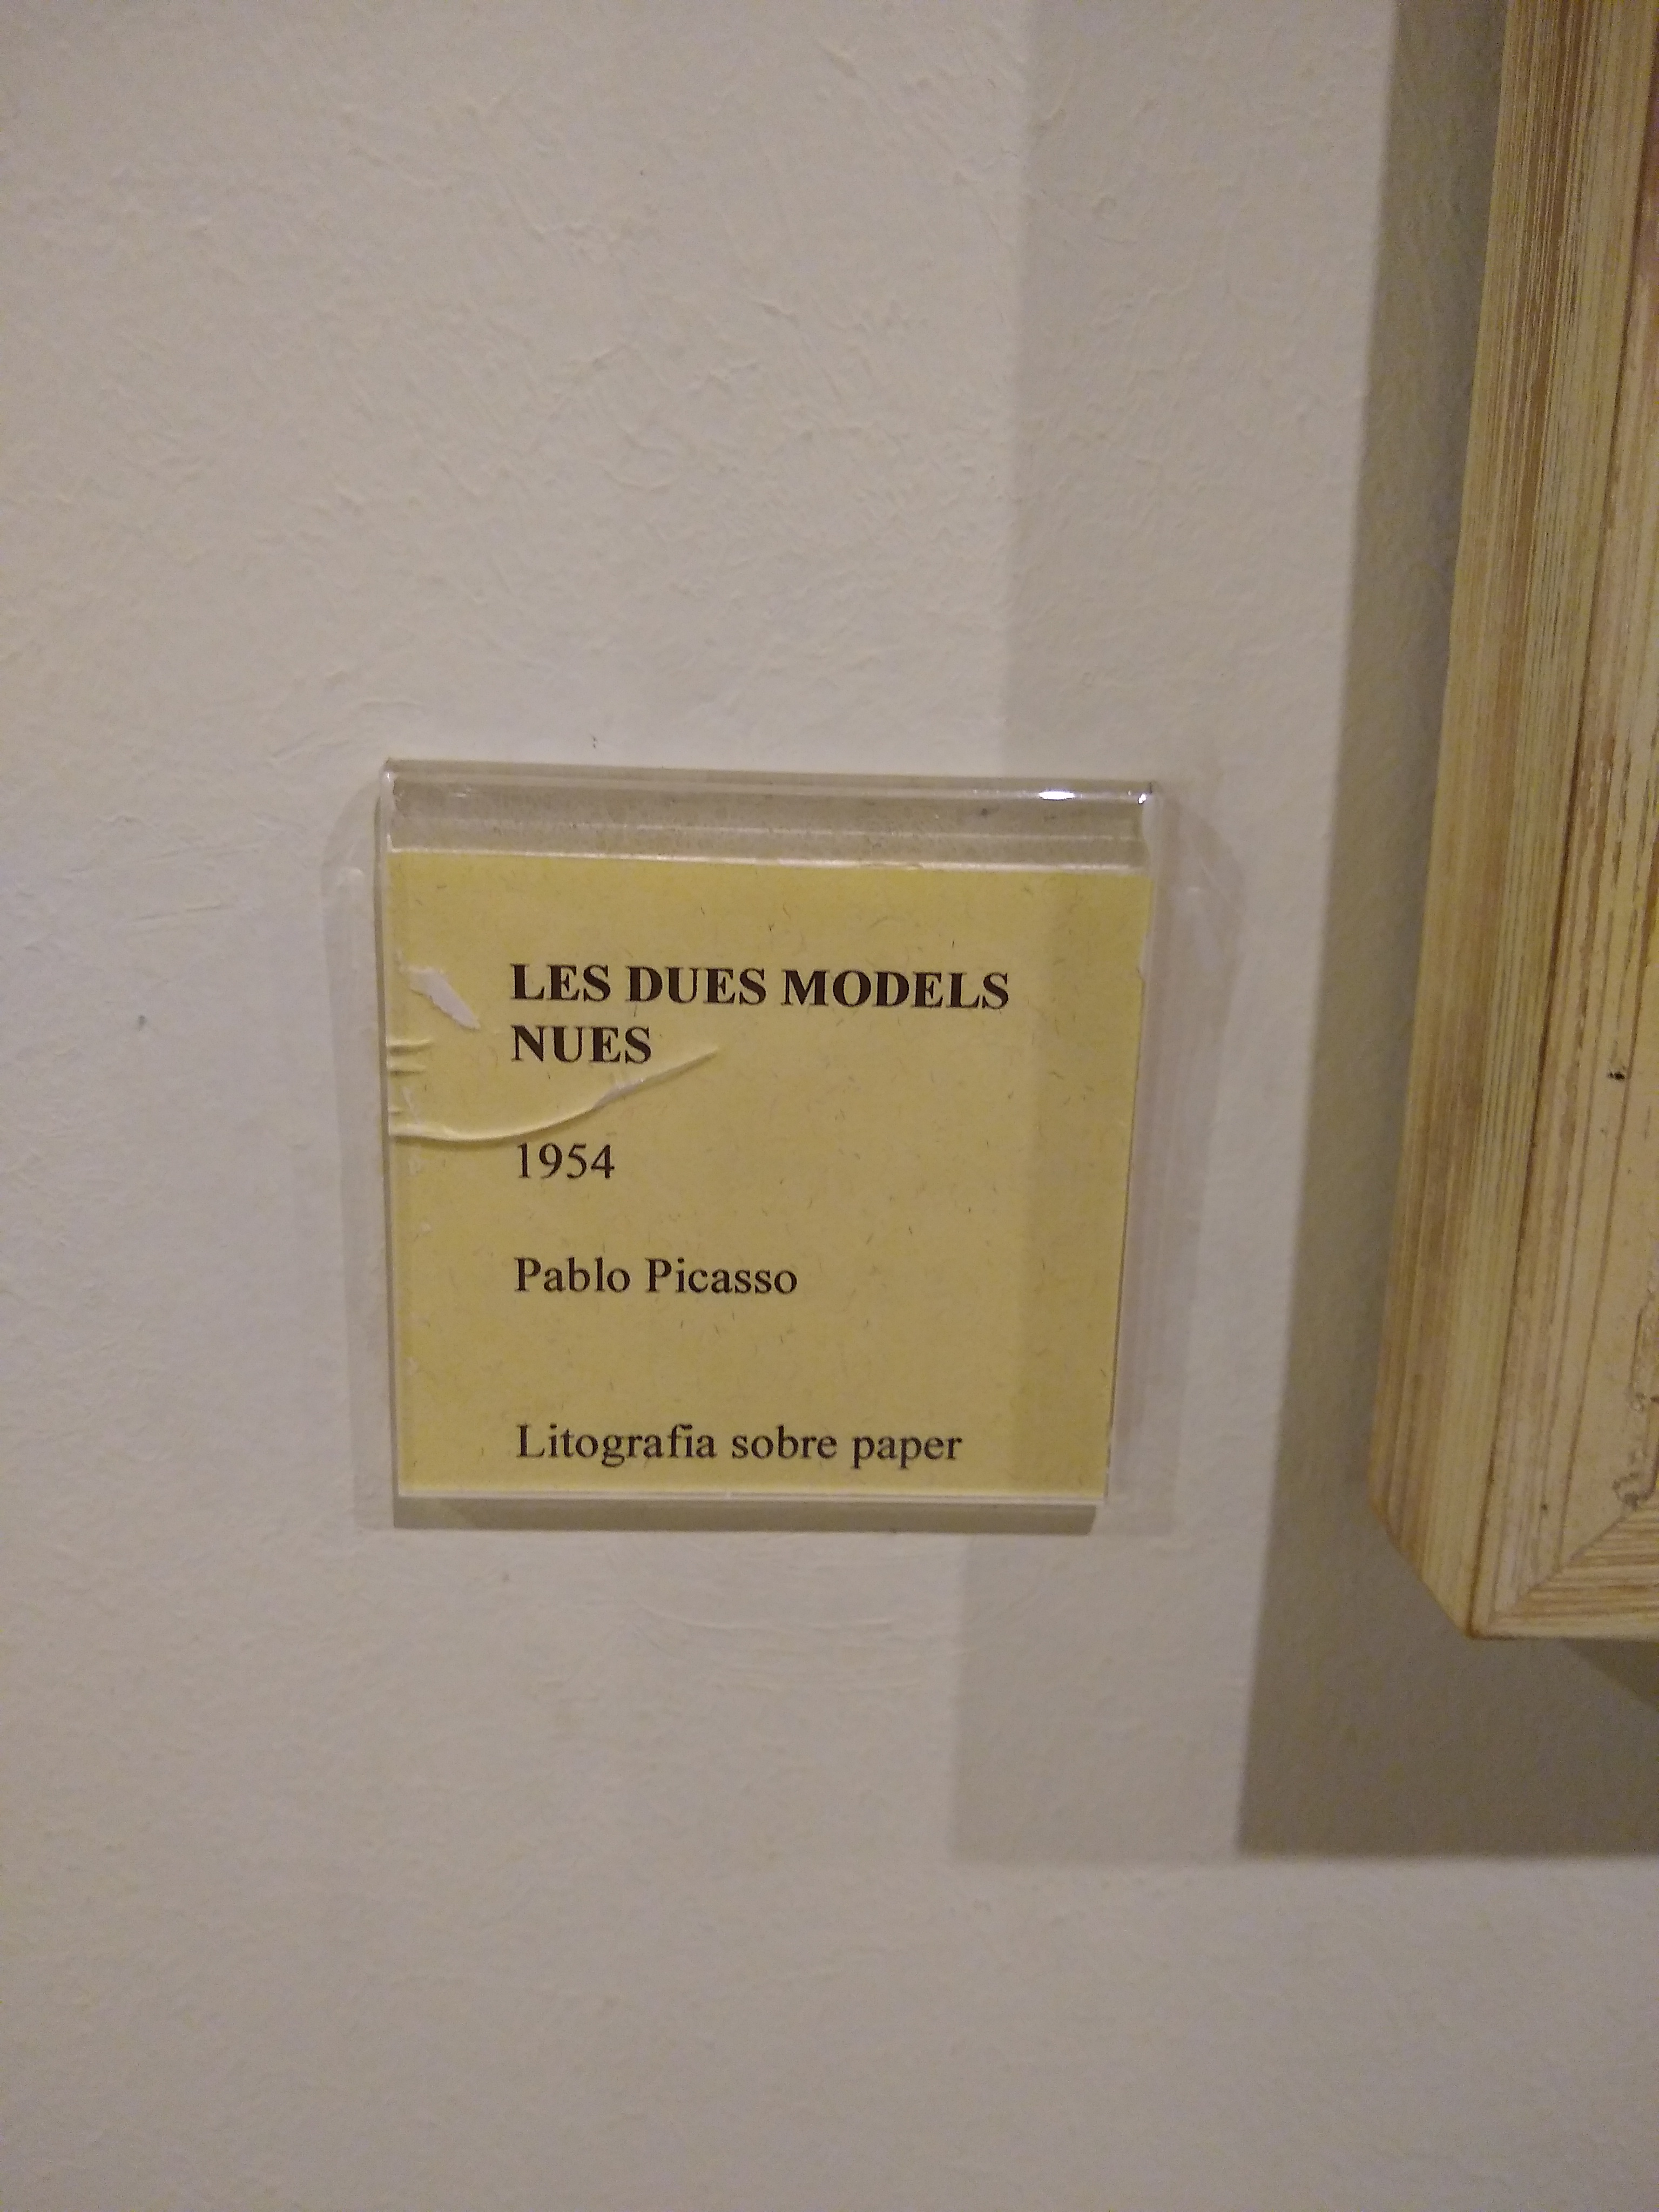 LES DUES MODELS
NUES
1954
Pablo Picasso
Litografia sobre paper